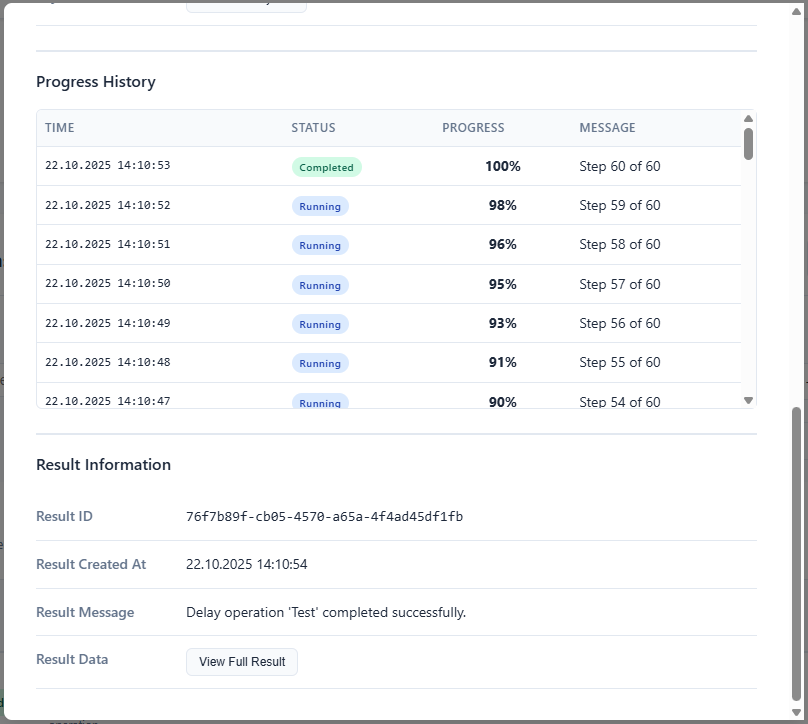 Progress History
TIME STATUS PROGRESS MESSAGE
22.10.2025 14:10:53 Completed 100% Step 60 of 60
22.10.2025 14:10:52 Running 98% Step 59 of 60
22.10.2025 14:10:51 Running 96% Step 58 of 60
22.10.2025 14:10:50 Running 95% Step 57 of 60
22.10.2025 14:10:49 Running 93% Step 56 of 60
22.10.2025 14:10:48 Running 91% Step 55 of 60
22.10.2025 14:10:47 Running 90% Step 54 of 60
Result Information
Result ID 76f7b89f-cb05-4570-a65a-4f4ad45df1fb
Result Created At 22.10.2025 14:10:54
Result Message Delay operation 'Test' completed successfully.
Result Data View Full Result